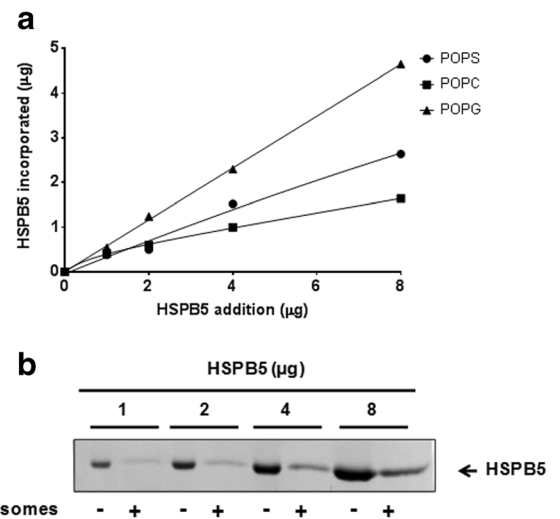 a
5
4
3
2
1
0
HSPB5 incorporated (µg)
0 2 4 6 8
HSPB5 addition (µg)
POPS
POPC
POPG
b
HSPB5 (µg)
1 2 4 8
HSPB5
somes - + - + - + - +